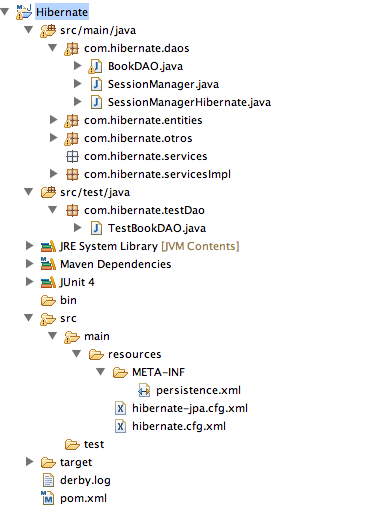 Hibernate
src/main/java
com.hibernate.daos
BookDAO.java
SessionManager.java
SessionManagerHibernate.java
com.hibernate.entities
com.hibernate.otros
com.hibernate.services
com.hibernate.servicesImpl
src/test/java
com.hibernate.testDao
TestBookDAO.java
JRE System Library [JVM Contents]
Maven Dependencies
JUnit 4
bin
src
main
resources
META-INF
persistence.xml
hibernate-jpa.cfg.xml
hibernate.cfg.xml
test
target
derby.log
pom.xml